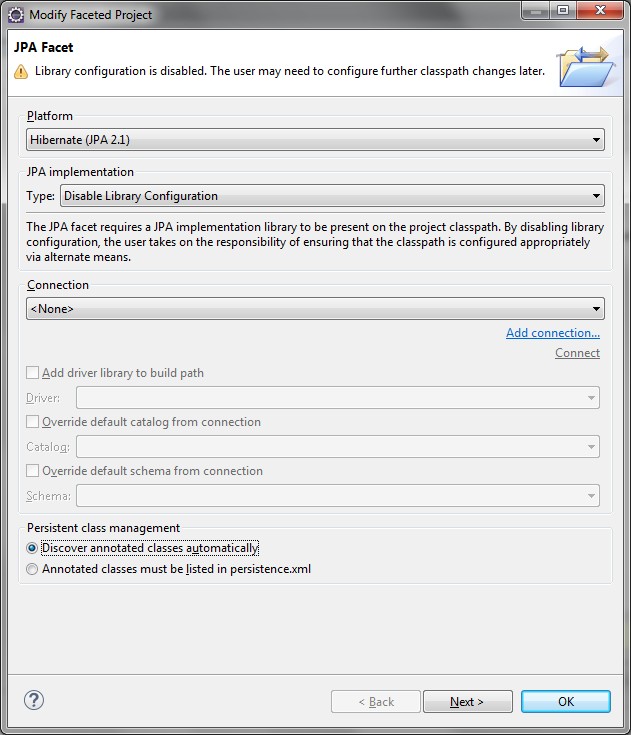 Modify Faceted Project
JPA Facet
Library configuration is disabled. The user may need to configure further classpath changes later.
Platform
Hibernate (JPA 2.1)
JPA implementation
Type: Disable Library Configuration
The JPA facet requires a JPA implementation library to be present on the project classpath. By disabling library
configuration, the user takes on the responsibility of ensuring that the classpath is configured appropriately
via alternate means.
Connection
<None>
Add connection...
Connect
Add driver library to build path
Driver:
Override default catalog from connection
Catalog:
Override default schema from connection
Schema:
Persistent class management
Discover annotated classes automatically
Annotated classes must be listed in persistence.xml
?
< Back
Next >
OK